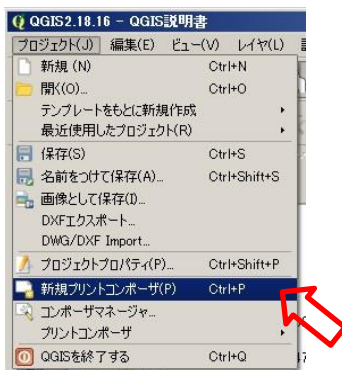 QGIS2.18.16 - QGIS説明書
プロジェクト(J) 編集(E) ビュー(V) レイヤ(L)
新規(N) Ctrl+N
開く(O)... Ctrl+O
テンプレートをもとに新規作成
最近使用したプロジェクト(R)
保存(S) Ctrl+S
名前をつけて保存(A)... Ctrl+Shift+S
画像として保存(I)...
DXFエクスポート...
DWG/DXF Import...
プロジェクトプロパティ(P)... Ctrl+Shift+P
新規プリントコンポーザ(P) Ctrl+P
コンポーザマネージャ...
プリントコンポーザ
QGISを終了する Ctrl+Q